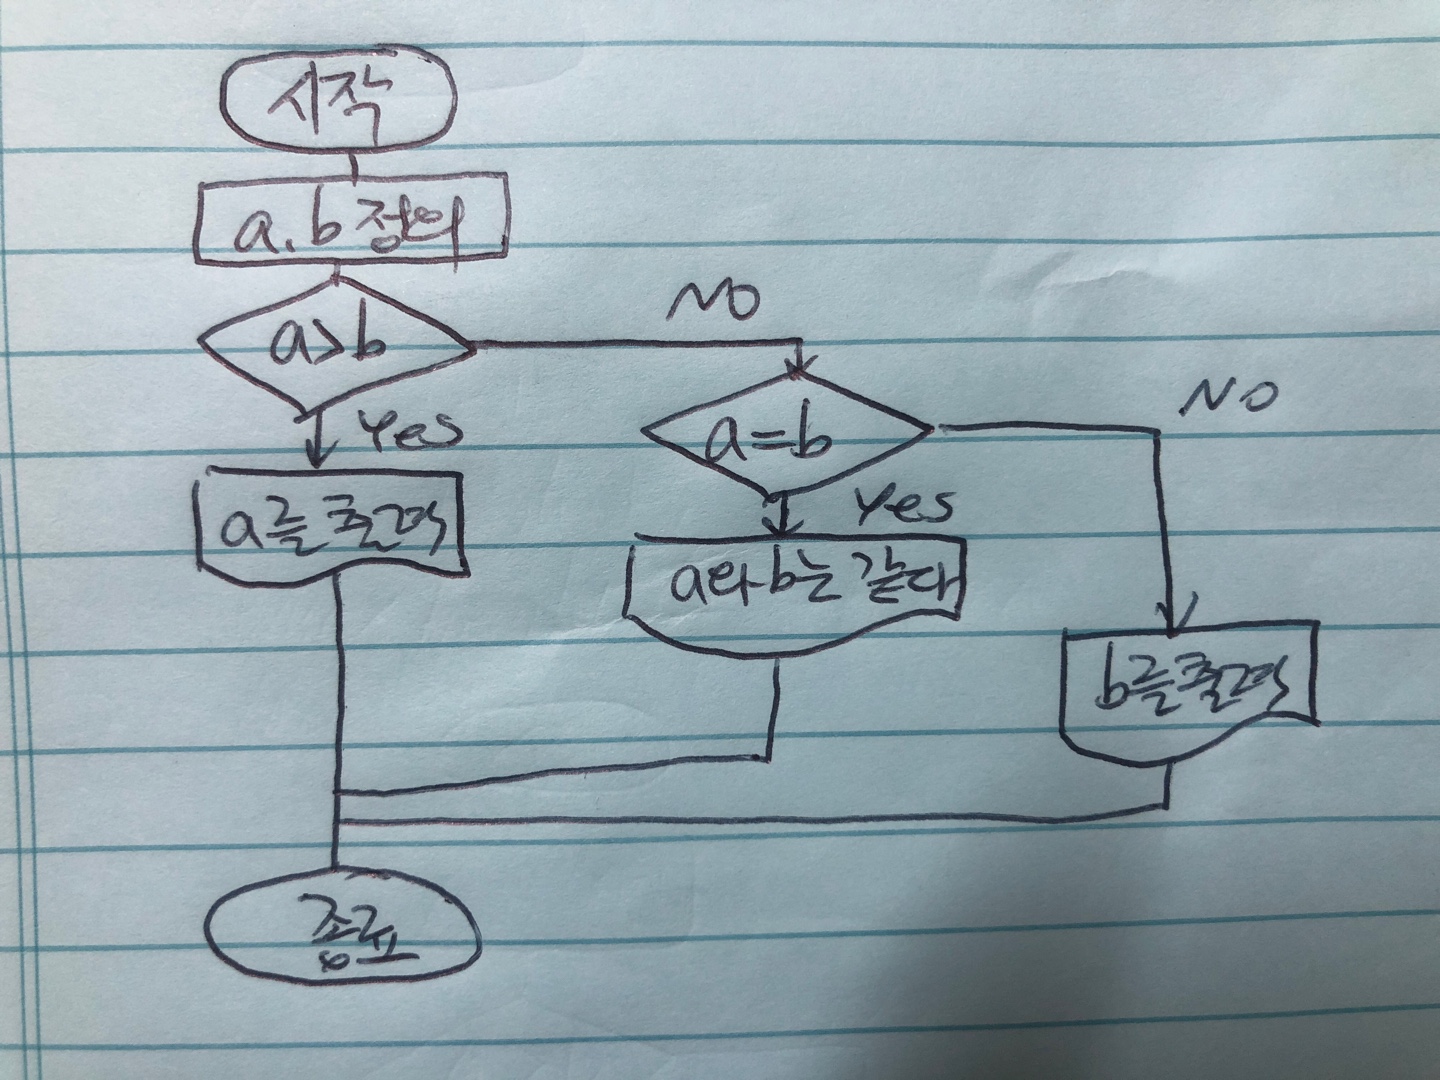 시작
a.b 정의
a>b
NO
Yes
a를 출력
a=b
NO
Yes
a와 b는 같다
b를 출력
종료